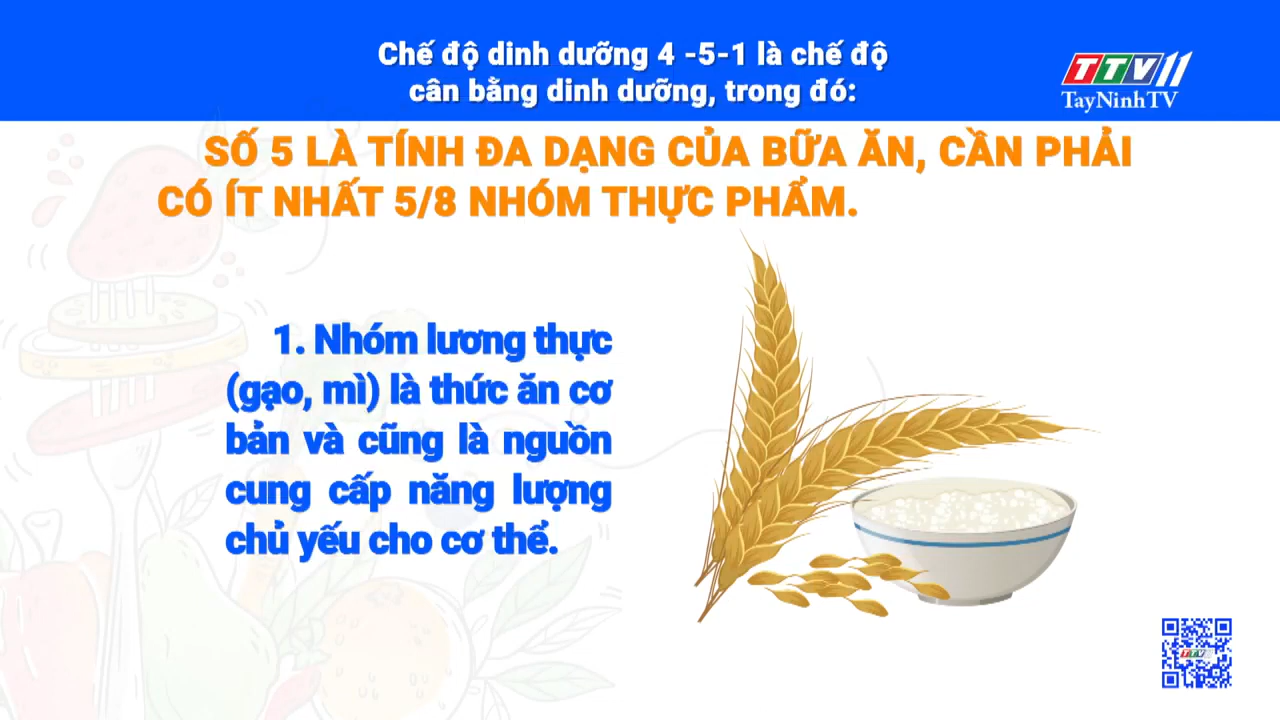 Chế độ dinh dưỡng 4 -5-1 là chế độ
cân bằng dinh dưỡng, trong đó:
TTV11
TayNinhTV
SỐ 5 LÀ TÍNH ĐA DẠNG CỦA BỮA ĂN, CẦN PHẢI
CÓ ÍT NHẤT 5/8 NHÓM THỰC PHẨM.
1. Nhóm lương thực
(gạo, mì) là thức ăn cơ
bản và cũng là nguồn
cung cấp năng lượng
chủ yếu cho cơ thể.
TTV11